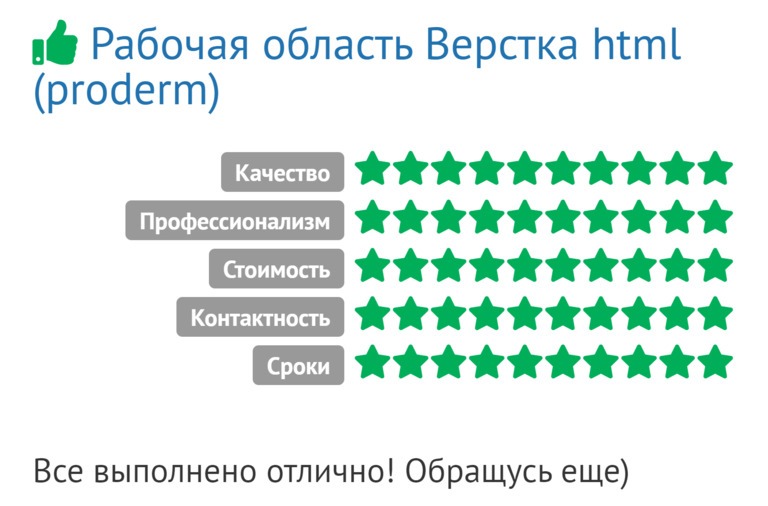 Рабочая область Верстка html
(proderm)
Качество
Профессионализм
Стоимость
Контактность
Сроки
Все выполнено отлично! Обращусь еще)